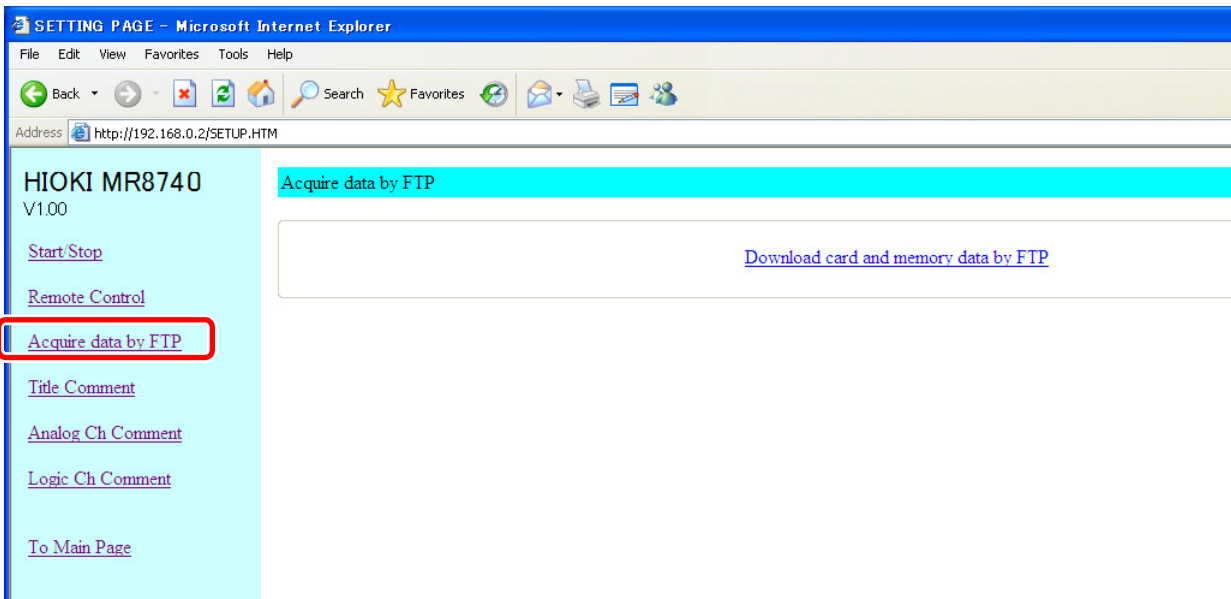 SETTING PAGE - Microsoft Internet Explorer
File Edit View Favorites Tools Help
Back Search Favorites
Address http://192.168.0.2/SETUP.HTM
HIOKI MR8740
V1.00
Start/Stop
Remote Control
Acquire data by FTP
Title Comment
Analog Ch Comment
Logic Ch Comment
To Main Page
Acquire data by FTP
Download card and memory data by FTP